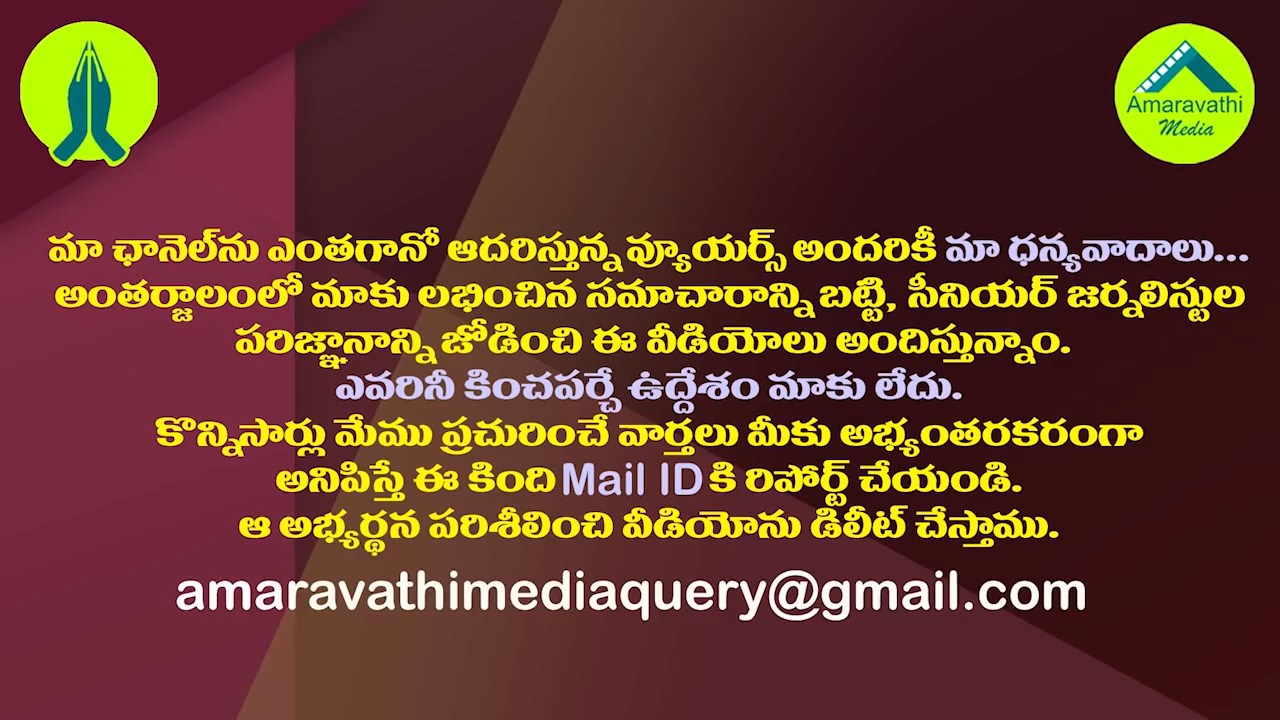 Amaravathi
Media
మా ఛానెల్‌ను ఎంతగానో ఆదరిస్తున్న వ్యూయర్స్ అందరికీ మా ధన్యవాదాలు...
అంతర్జాలంలో మాకు లభించిన సమాచారాన్ని బట్టి, సీనియర్ జర్నలిస్టుల
పరిజ్ఞానాన్ని జోడించి ఈ వీడియోలు అందిస్తున్నాం.
ఎవరినీ కించపర్చే ఉద్దేశం మాకు లేదు.
కొన్నిసార్లు మేము ప్రచురించే వార్తలు మీకు అభ్యంతరకరంగా
అనిపిస్తే ఈ కింది Mail ID కి రిపోర్ట్ చేయండి.
ఆ అభ్యర్థన పరిశీలించి వీడియోను డిలీట్ చేస్తాము.
amaravathimediaquery@gmail.com